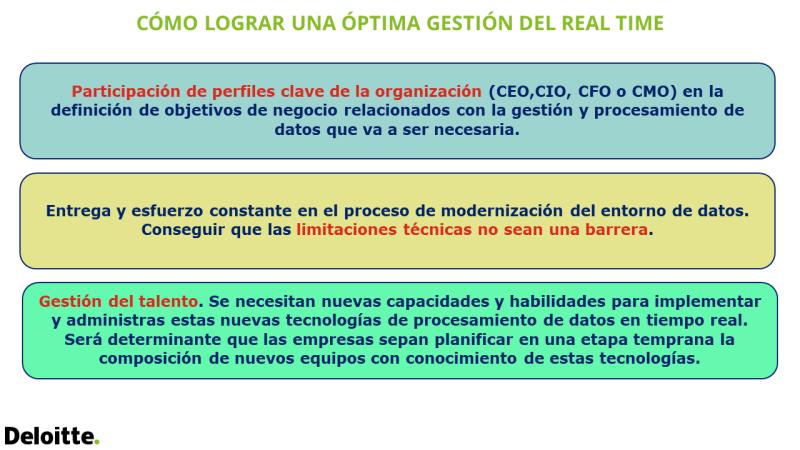 CÓMO LOGRAR UNA ÓPTIMA GESTIÓN DEL REAL TIME
Participación de perfiles clave de la organización (CEO,CIO, CFO o CMO) en la
definición de objetivos de negocio relacionados con la gestión y procesamiento de
datos que va a ser necesaria.
Entrega y esfuerzo constante en el proceso de modernización del entorno de datos.
Conseguir que las limitaciones técnicas no sean una barrera.
Gestión del talento. Se necesitan nuevas capacidades y habilidades para implementar
y administras estas nuevas tecnologías de procesamiento de datos en tiempo real.
Será determinante que las empresas sepan planificar en una etapa temprana la
composición de nuevos equipos con conocimiento de estas tecnologías.
Deloitte.